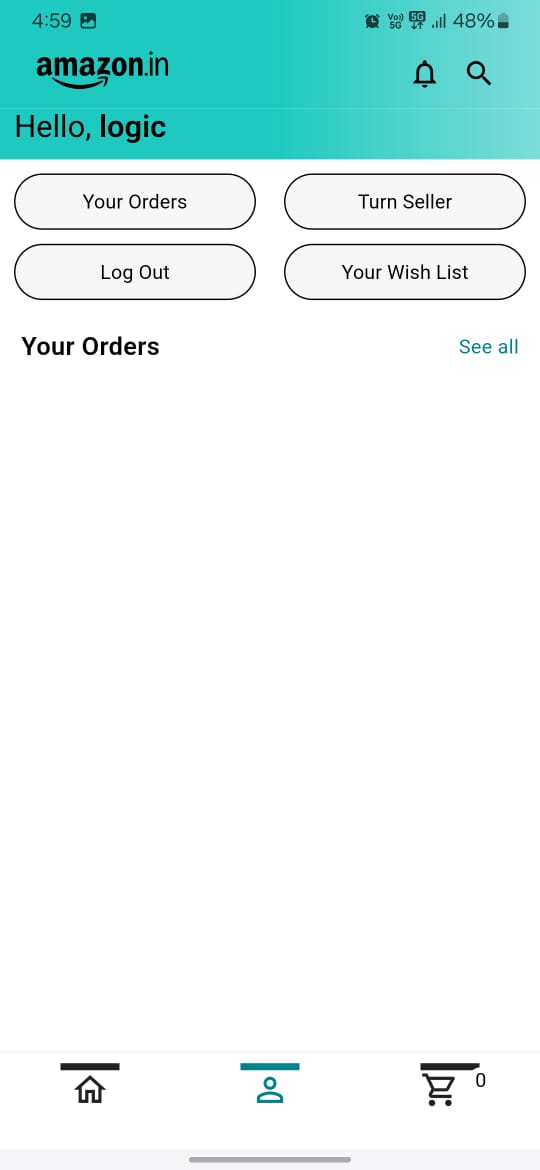 4:59
Vo))
5G
5G
48%
amazon.in
Hello, logic
Your Orders
Turn Seller
Log Out
Your Wish List
Your Orders
See all
0